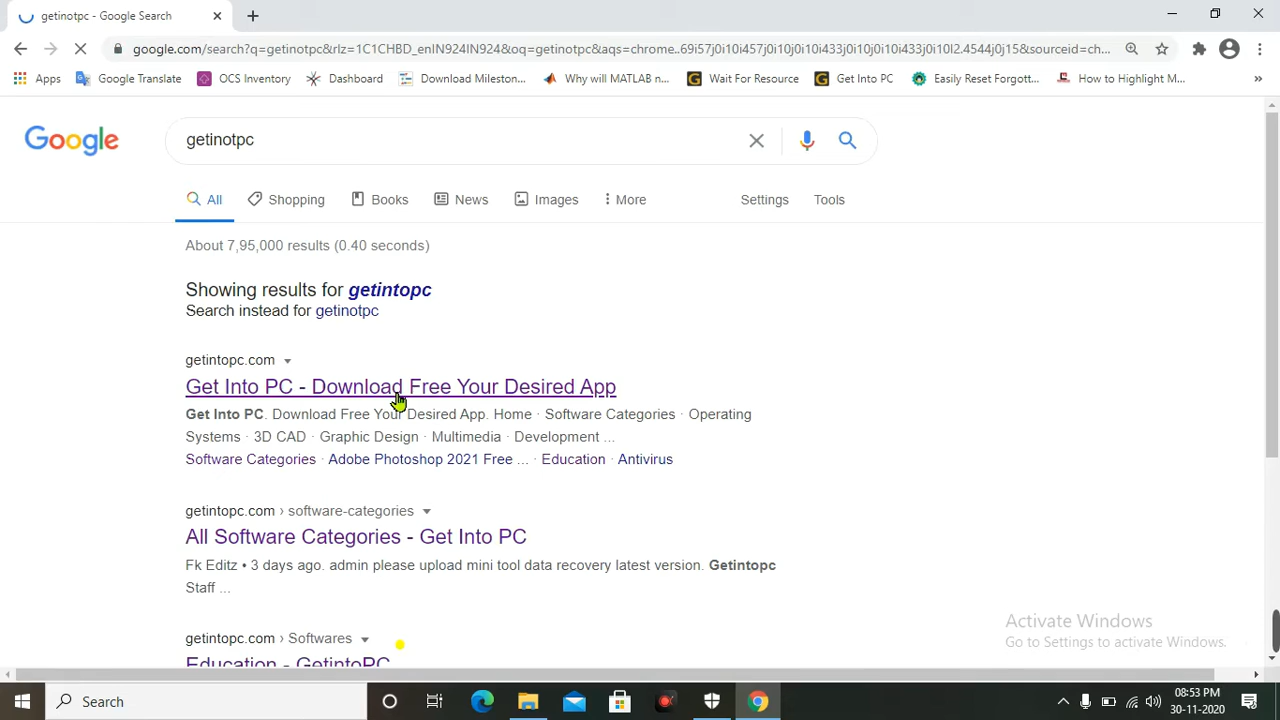 getinotpc - Google Search
google.com/search?q=getinotpc&rlz=1C1CHBD_enIN924IN924&oq=getinotpc&aqs=chrome..69i57j0i10i457j0i10j0i10i433j0i10j0i10i433j0i10l2.4544j0j15&sourceid=ch...
Apps Google Translate OCS Inventory Dashboard Download Mileston... Why will MATLAB n... Wait For Resource Get Into PC Easily Reset Forgott... How to Highlight M... »
Google getinotpc
All Shopping Books News Images More Settings Tools
About 7,95,000 results (0.40 seconds)
Showing results for getintopc
Search instead for getinotpc
getintopc.com
Get Into PC - Download Free Your Desired App
Get Into PC. Download Free Your Desired App. Home · Software Categories · Operating
Systems · 3D CAD · Graphic Design · Multimedia · Development ...
Software Categories · Adobe Photoshop 2021 Free ... · Education · Antivirus
getintopc.com › software-categories
All Software Categories - Get Into PC
Fk Editz • 3 days ago. admin please upload mini tool data recovery latest version. Getintopc
Staff ...
getintopc.com › Softwares
Education - GetintoPC
Activate Windows
Go to Settings to activate Windows.
Search
08:53 PM
30-11-2020